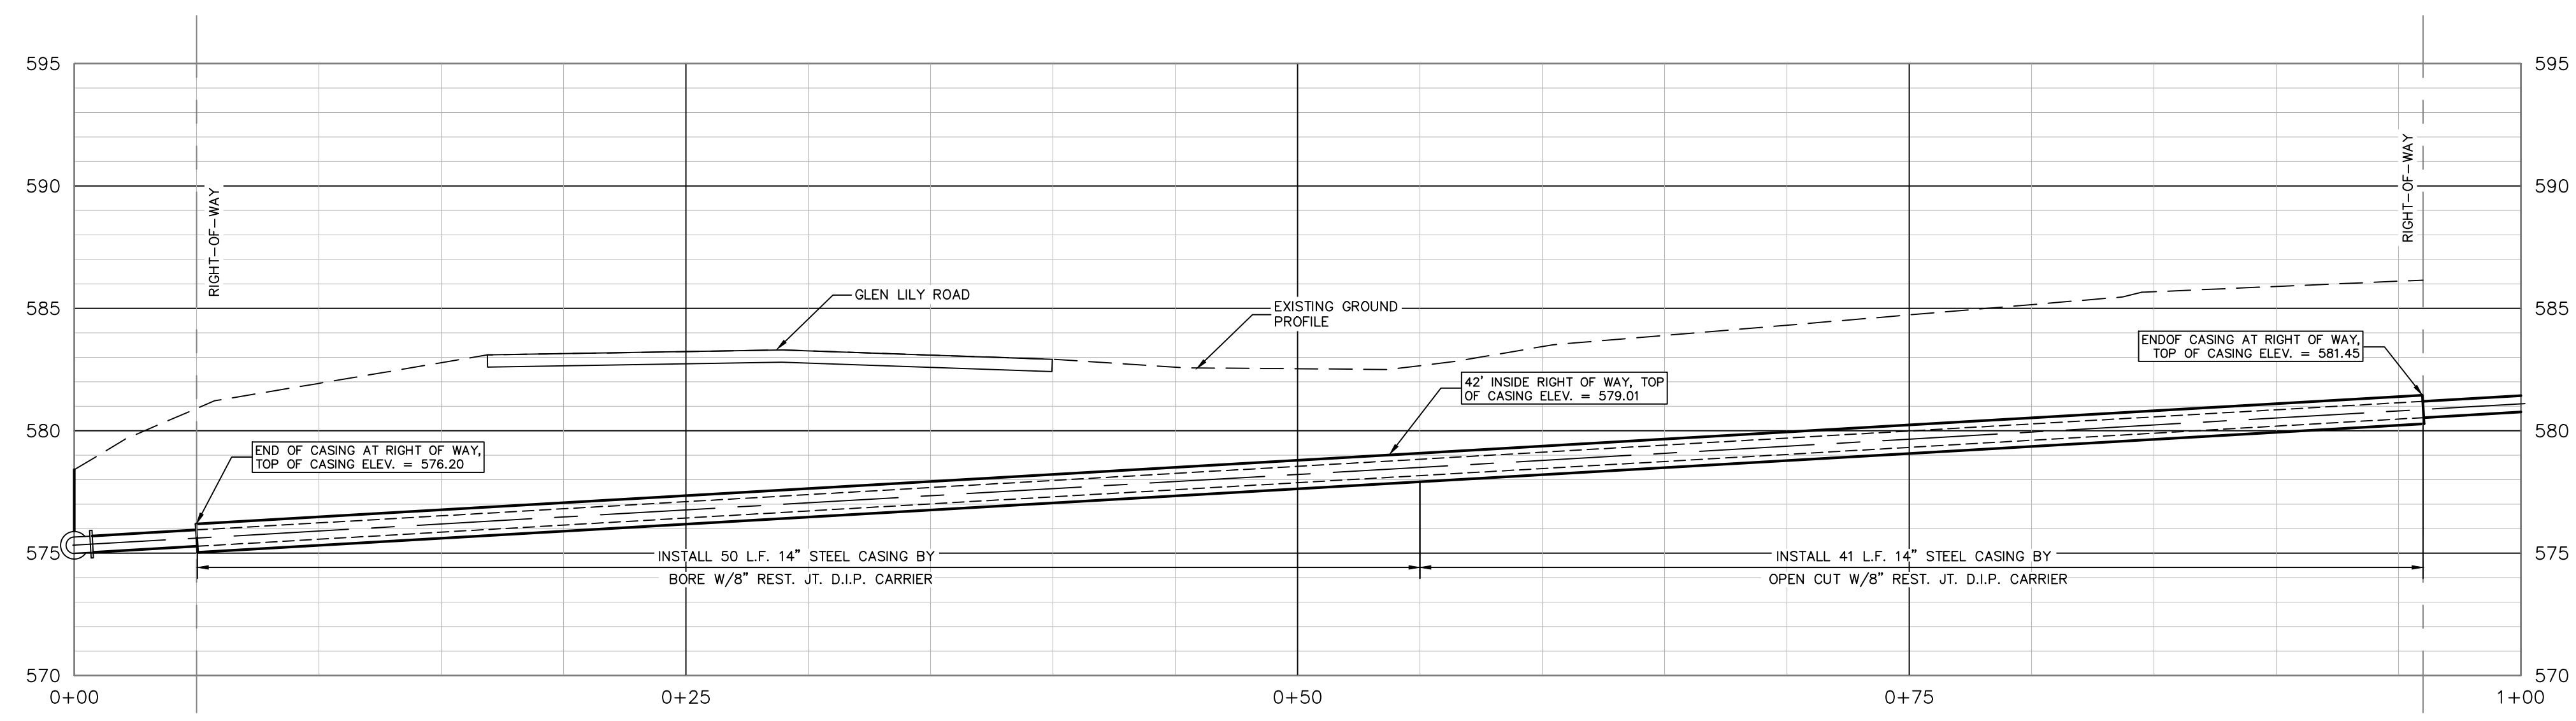 595
595
RIGHT-OF-WAY
RIGHT-OF-WAY
590
590
GLEN LILY ROAD
EXISTING GROUND
PROFILE
585
585
ENDOF CASING AT RIGHT OF WAY,
TOP OF CASING ELEV. = 581.45
42' INSIDE RIGHT OF WAY, TOP
OF CASING ELEV. = 579.01
580
580
END OF CASING AT RIGHT OF WAY,
TOP OF CASING ELEV. = 576.20
575
575
INSTALL 50 L.F. 14" STEEL CASING BY
BORE W/8" REST. JT. D.I.P. CARRIER
INSTALL 41 L.F. 14" STEEL CASING BY
OPEN CUT W/8" REST. JT. D.I.P. CARRIER
570
570
0+00
0+25
0+50
0+75
1+00